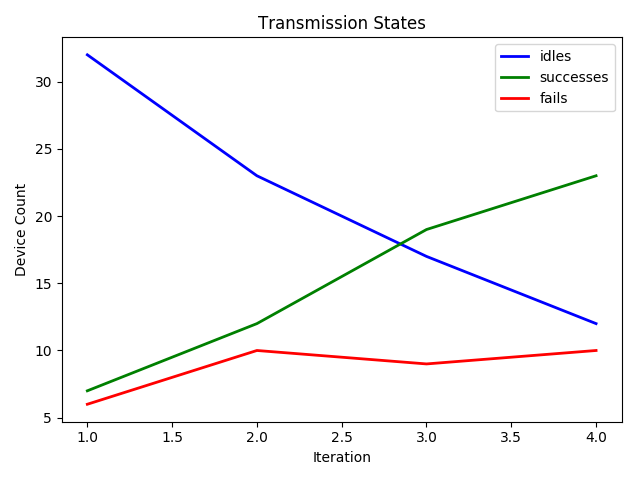 Transmission States
idles
successes
fails
Device Count
30
25
20
15
10
5
1.0 1.5 2.0 2.5 3.0 3.5 4.0
Iteration